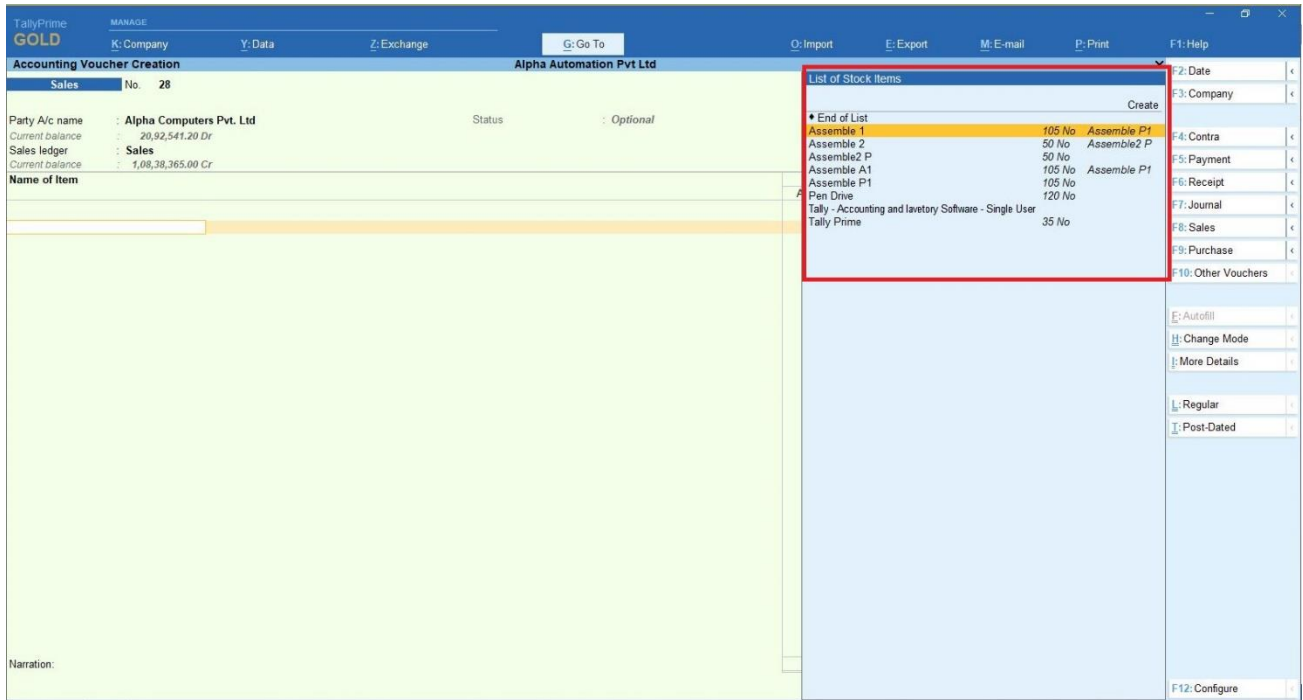 TallyPrime
GOLD
MANAGE
K: Company Y: Data Z: Exchange G: Go To O: Import E: Export M: E-mail P: Print F1: Help
Accounting Voucher Creation Alpha Automation Pvt Ltd
Sales No. 28
Party A/c name : Alpha Computers Pvt. Ltd Status : Optional
Current balance : 20,92,541.20 Dr
Sales ledger : Sales
Current balance : 1,08,38,365.00 Cr
Name of Item
List of Stock Items
Create
♦ End of List
Assemble 1 105 No Assemble P1
Assemble 2 50 No Assemble2 P
Assemble2 P 50 No
Assemble A1 105 No Assemble P1
Assemble P1 105 No
Pen Drive 120 No
Tally - Accounting and Iavetory Software - Single User
Tally Prime 35 No
F2: Date
F3: Company
F4: Contra
F5: Payment
F6: Receipt
F7: Journal
F8: Sales
F9: Purchase
F10: Other Vouchers
E: Autofill
H: Change Mode
I: More Details
L: Regular
T: Post-Dated
Narration:
F12: Configure